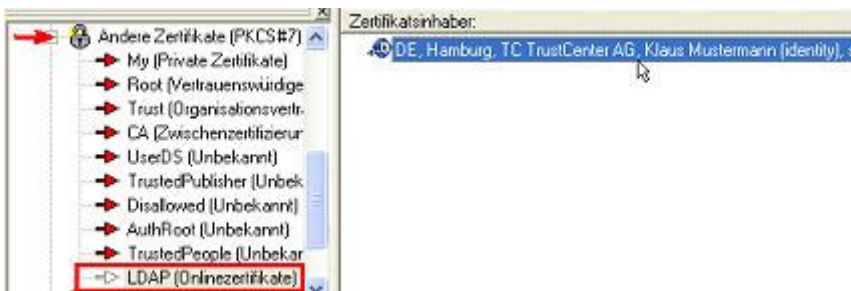 Andere Zertifikate (PKCS#7)
My (Private Zertifikate)
Root (Vertrauenswürdige
Trust (Organisationsvertr-
CA (Zwischenzertifizierur
UserDS (Unbekannt)
TrustedPublisher (Unbek
Disallowed (Unbekannt)
AuthRoot (Unbekannt)
TrustedPeople (Unbekar
LDAP (Onlinezertifikate)
Zertifikatsinhaber:
DE, Hamburg, TC TrustCenter AG, Klaus Mustermann (identity), s